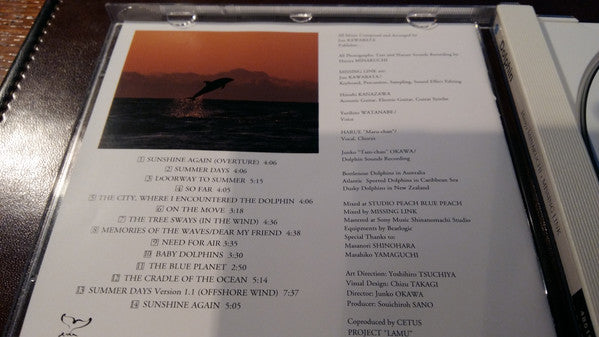 1 SUNSHINE AGAIN (OVERTURE) 4:06
2 SUMMER DAYS 4:06
3 DOORWAY TO SUMMER 5:15
4 SO FAR 4:05
5 THE CITY, WHERE I ENCOUNTERED THE DOLPHIN 4:06
6 ON THE MOVE 3:18
7 THE TREE SWAYS (IN THE WIND) 4:36
8 MEMORIES OF THE WAVES/DEAR MY FRIEND 4:38
9 NEED FOR AIR 3:35
10 BABY DOLPHINS 3:30
11 THE BLUE PLANET 2:50
12 THE CRADLE OF THE OCEAN 5:14
13 SUMMER DAYS Version 1.1 (OFFSHORE WIND) 7:37
14 SUNSHINE AGAIN 5:05
All Music Composed and Arranged by
Jun KAWABATA
Publisher:
All Photographs Taken and Nature Sounds Recording by
MINAKUCHI
MISSING LINK are:
Jun KAWABATA/
Keyboard, Percussion, Sampling, Sound Effect Editing
Hiroshi KANAZAWA
Acoustic Guitar, Electric Guitar, Guitar Synthe
Yurihito WATANABE/
Voice
HARUE "Maru-chan"/
Vocal, Chorus
Junko "Tam-chan" OKAWA/
Dolphin Sounds Recording
Bottlenose Dolphins in Australia
Atlantic Spotted Dolphins in Caribbean Sea
Dusky Dolphins in New Zealand
Mixed at STUDIO PEACH BLUE PEACH
Mixed by MISSING LINK
Mastered at Sony Music Shinanomachi Studio
Equipments by Beatlogic
Special Thanks to:
Masanori SHINOHARA
Masahiko YAMAGUCHI
Art Direction: Yoshihiro TSUCHIYA
Visual Design: Chizu TAKAGI
Director: Junko OKAWA
Producer: Souichiroh SANO
Coproduced by CETUS
PROJECT "LAMU"
Dolphin